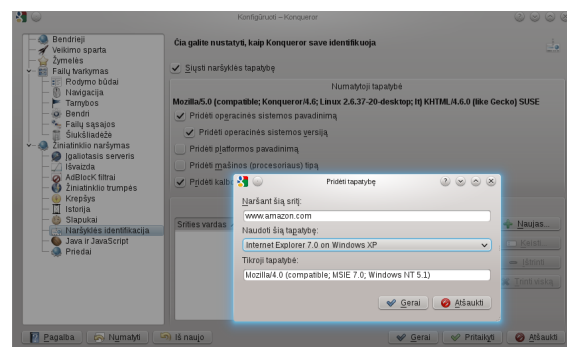 Konfigūruoti – Konqueror
Bendrieji
Veikimo sparta
Žymelės
Failų tvarkymas
Rodymo būdai
Navigacija
Tarnybos
Bendri
Failų sąsajos
Šiukšliadėžė
Žiniatinklio naršymas
Įgaliotasis serveris
Išvaizda
AdBlocK filtrai
Žiniatinklio trumpės
Krepšys
Istorija
Slapukai
Naršyklės identifikacija
Java ir JavaScript
Priedai
Čia galite nustatyti, kaip Konqueror save identifikuoja
Siųsti naršyklės tapatybę
Numatytoji tapatybė
Mozilla/5.0 (compatible; Konqueror/4.6; Linux 2.6.37-20-desktop; lt) KHTML/4.6.0 (like Gecko) SUSE
Pridėti operacinės sistemos pavadinimą
Pridėti operacinės sistemos versiją
Pridėti platformos pavadinimą
Pridėti mašinos (procesoriaus) tipą
Pridėti kalbo
Srities vardas
Naujas...
Keisti...
Išminti
Trinti viską
Pridėti tapatybę
Naršant šią sritį:
www.amazon.com
Naudoti šią tapatybę:
Internet Explorer 7.0 on Windows XP
Tikroji tapatybė:
Mozilla/4.0 (compatible; MSIE 7.0; Windows NT 5.1)
Gerai
Atšaukti
Pagalba
Numatyti
Iš naujo
Gerai
Pritaikyti
Atšaukti